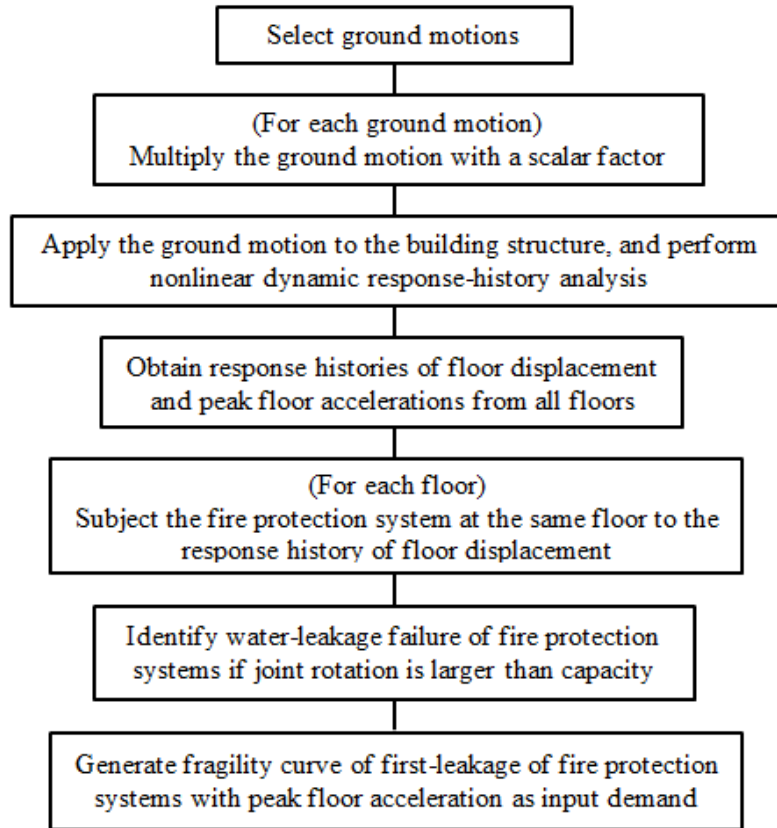 Select ground motions
(For each ground motion)
Multiply the ground motion with a scalar factor
Apply the ground motion to the building structure, and perform
nonlinear dynamic response-history analysis
Obtain response histories of floor displacement
and peak floor accelerations from all floors
(For each floor)
Subject the fire protection system at the same floor to the
response history of floor displacement
Identify water-leakage failure of fire protection
systems if joint rotation is larger than capacity
Generate fragility curve of first-leakage of fire protection
systems with peak floor acceleration as input demand